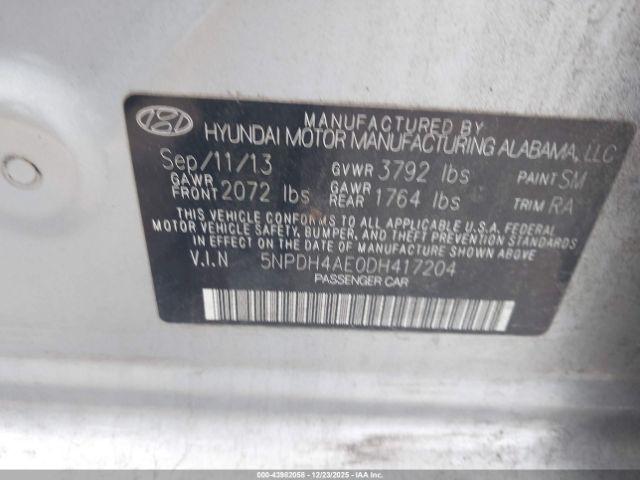 MANUFACTURED BY
HYUNDAI MOTOR MANUFACTURING ALABAMA, LLC
Sep/11/13 GVWR 3792 lbs PAINT SM
GAWR FRONT 2072 lbs GAWR REAR 1764 lbs TRIM RA
THIS VEHICLE CONFORMS TO ALL APPLICABLE U.S.A. FEDERAL
MOTOR VEHICLE SAFETY, BUMPER, AND THEFT PREVENTION STANDARDS
IN EFFECT ON THE DATE OF MANUFACTURE SHOWN ABOVE.
V.I.N 5NPDH4AE0DH417204
PASSENGER CAR
000-43982058 - 12/23/2025 - COPYRIGHT © IAA, LLC